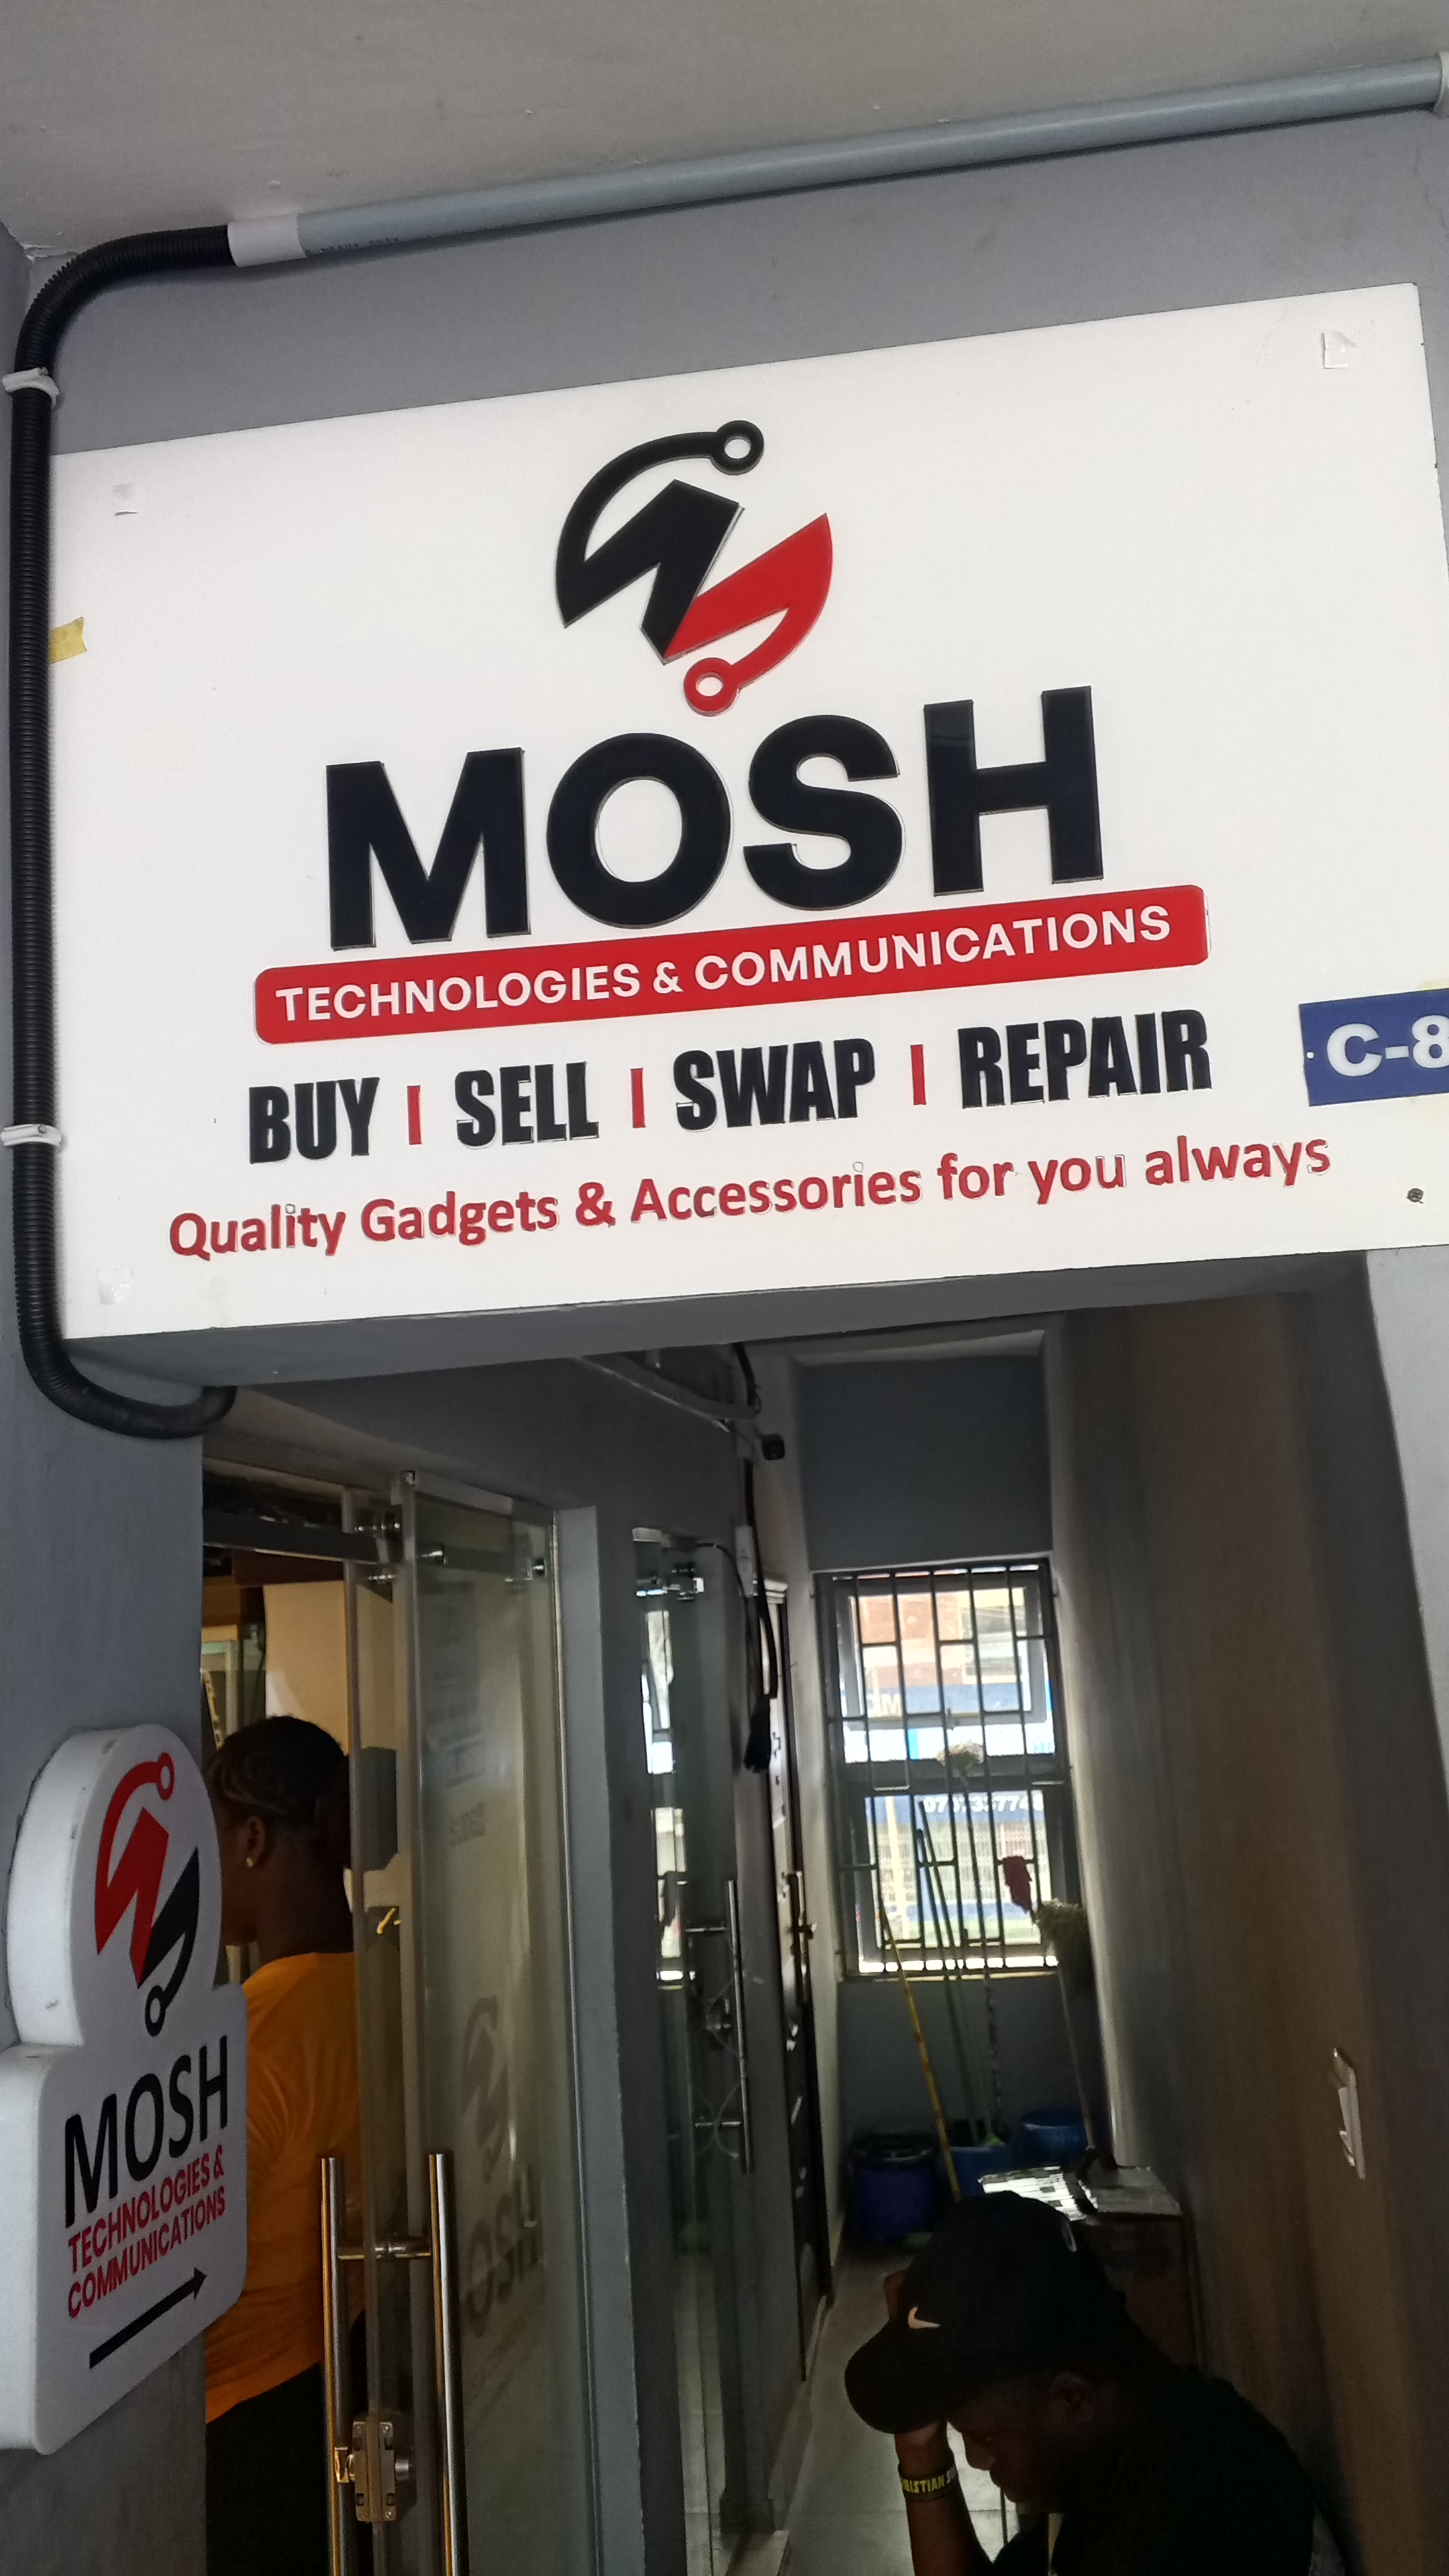 MOSH
TECHNOLOGIES & COMMUNICATIONS
BUY | SELL | SWAP | REPAIR
C-8
Quality Gadgets & Accessories for you always
MOSH
TECHNOLOGIES &
COMMUNICATIONS